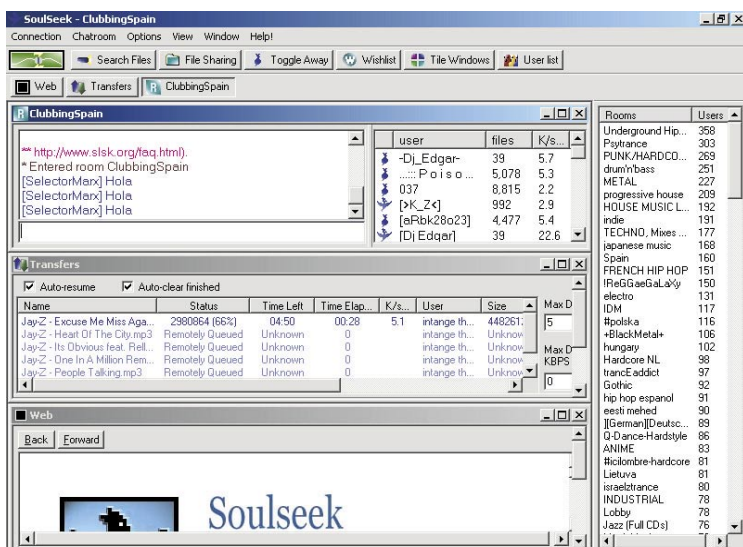 SoulSeek - ClubbingSpain
Connection Chatroom Options View Window Help!
Search Files File Sharing Toggle Away Wishlist Tile Windows User list
Web Transfers ClubbingSpain
ClubbingSpain
** http://www.slsk.org/faq.html).
* Entered room ClubbingSpain
[SelectorMarx] Hola
[SelectorMarx] Hola
[SelectorMarx] Hola
user files K/s...
-Dj_Edgar- 39 5.7
...::: P o i s o ... 5,078 5.3
037 8,815 2.2
[>K_Z<] 992 2.9
[aRbk28o23] 4,477 5.4
[Dj Edgar] 39 22.6
Transfers
Auto-resume Auto-clear finished
Name Status Time Left Time Elap... K/s... User Size
Jay-Z - Excuse Me Miss Aga... 2980864 (66%) 04:50 00:28 5.1 intange th... 448261
Jay-Z - Heart Of The City.mp3 Remotely Queued Unknown 0 intange th... Unknow
Jay-Z - Its Obvious feat. Rell... Remotely Queued Unknown 0 intange th... Unknow
Jay-Z - One In A Million Rem... Remotely Queued Unknown 0 intange th... Unknow
Jay-Z - People Talking.mp3 Remotely Queued Unknown 0 intange th... Unknow
Max D
5
Max D
KBPS
0
Web
Back Forward
Soulseek
Rooms Users
Underground Hip... 358
Psytrance 303
PUNK/HARDCO... 269
drum'n'bass 251
METAL 227
progressive house 209
HOUSE MUSIC L... 192
indie 191
TECHNO, Mixes ... 177
japanese music 168
Spain 160
FRENCH HIP HOP 151
!ReGGaeGaLaXy 150
electro 131
IDM 117
#polska 116
+BlackMetal+ 106
hungary 102
Hardcore NL 98
trancEaddict 97
Gothic 92
hip hop espanol 91
eesti mehed 90
][German][Deutsc... 89
Q-Dance-Hardstyle 86
ANIME 83
#icilombre-hardcore 81
Lietuva 81
israelztrance 80
INDUSTRIAL 78
Lobby 78
Jazz (Full CDs) 76